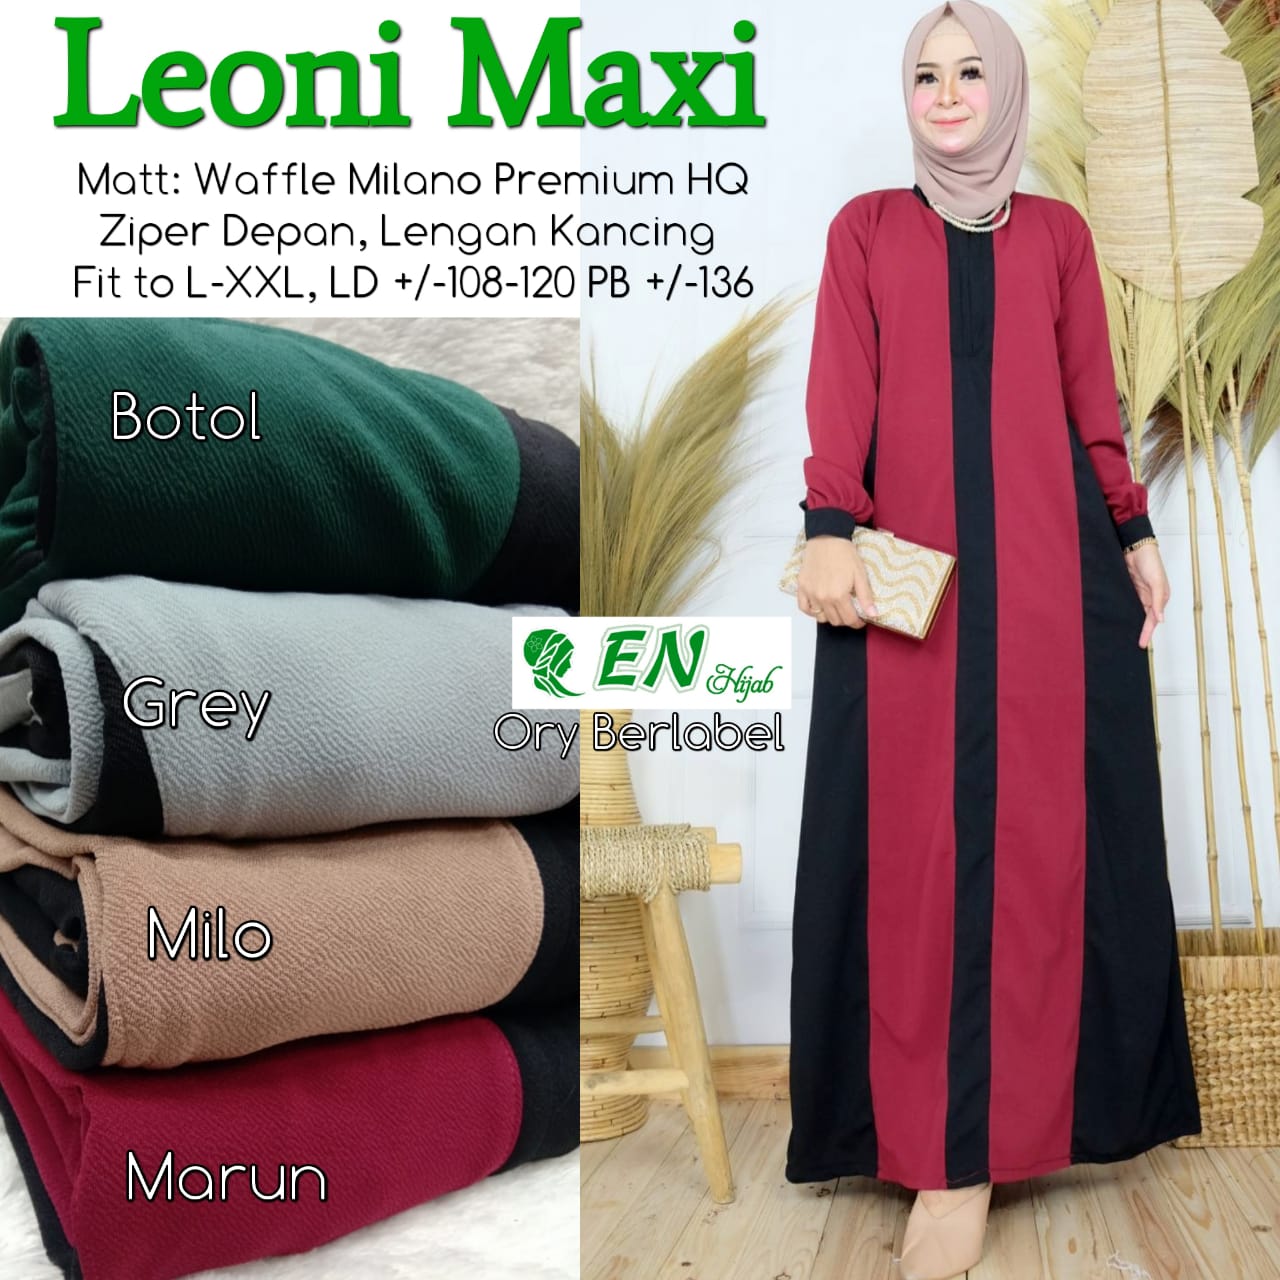 Leoni Maxi
Matt: Waffle Milano Premium HQ
Ziper Depan, Lengan Kancing
Fit to L-XXL, LD +/-108-120 PB +/-136
Botol
Grey
EN Hijab
Ory Berlabel
Milo
Marun